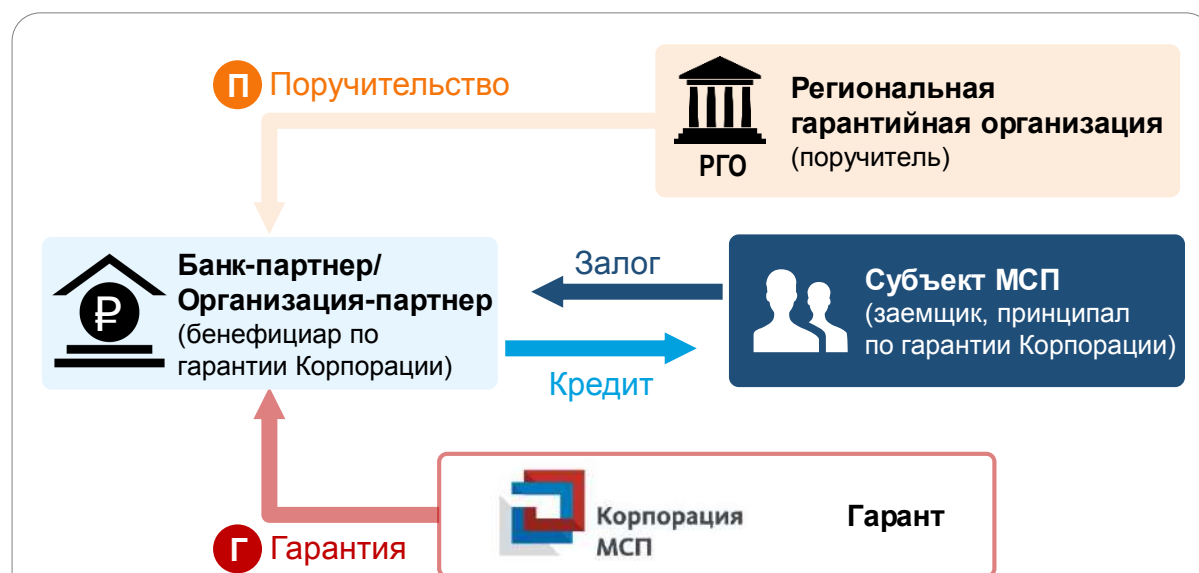 П Поручительство
Региональная
гарантийная организация
(поручитель)
РГО
Банк-партнер/
Организация-партнер
(бенефициар по
гарантии Корпорации)
₽
Залог
Кредит
Субъект МСП
(заемщик, принципал
по гарантии Корпорации)
Корпорация
МСП
Гарант
Г Гарантия